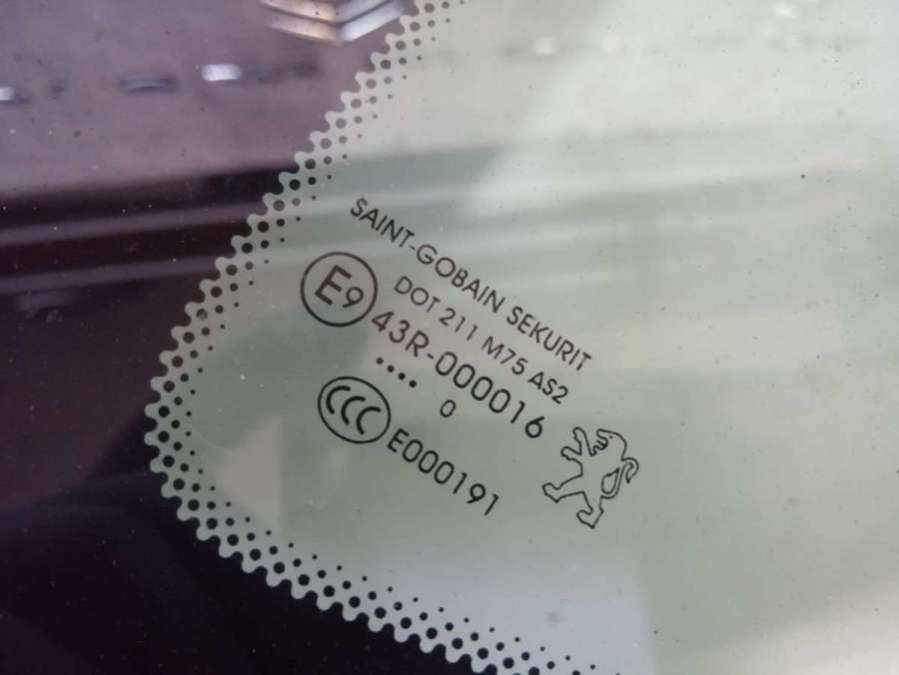 SAINT-GOBAIN SEKURIT
E9
DOT 211 M75 AS2
43R-000016
....
0
CCC
E000191